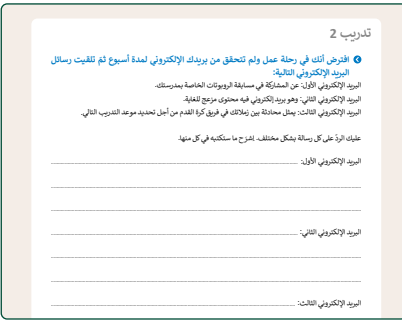 تدريب 2
افترض أنك في رحلة عمل ولم تتحقق من بريدك الإلكتروني لمدة أسبوع ثم تلقيت رسائل
البريد الإلكتروني التالية:
البريد الإلكتروني الأول: عن المشاركة في مسابقة الروبوتات الخاصة بمدرستك.
البريد الإلكتروني الثاني: وهو بريد إلكتروني فيه محتوى مزعج للغاية.
البريد الإلكتروني الثالث: يمثل محادثة بين زملائك في فريق كرة القدم من أجل تحديد موعد التدريب التالي.
عليك الردّ على كل رسالة بشكل مختلف. اشرح ما ستكتبه في كل منها.
البريد الإلكتروني الأول:
البريد الإلكتروني الثاني:
البريد الإلكتروني الثالث: